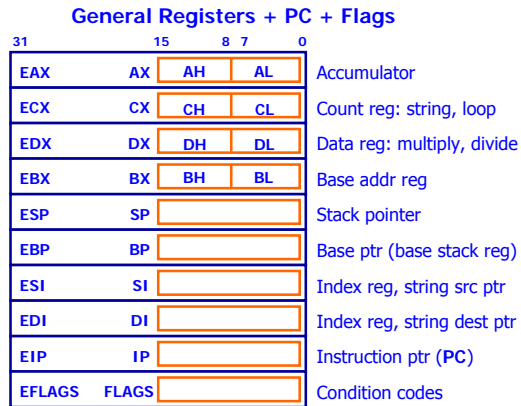 General Registers + PC + Flags
31 15 8 7 0
EAX AX AH AL Accumulator
ECX CX CH CL Count reg: string, loop
EDX DX DH DL Data reg: multiply, divide
EBX BX BH BL Base addr reg
ESP SP Stack pointer
EBP BP Base ptr (base stack reg)
ESI SI Index reg, string src ptr
EDI DI Index reg, string dest ptr
EIP IP Instruction ptr (PC)
EFLAGS FLAGS Condition codes